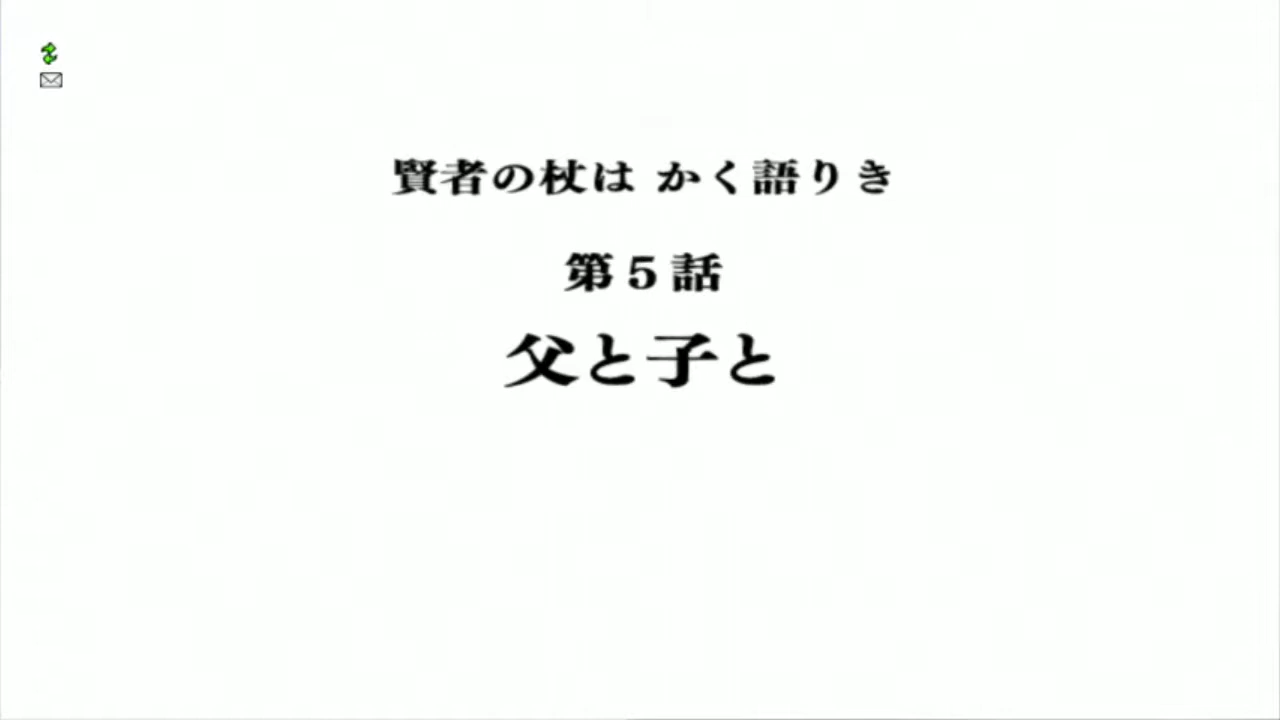 賢者の杖は かく語りき
第5話
父と子と